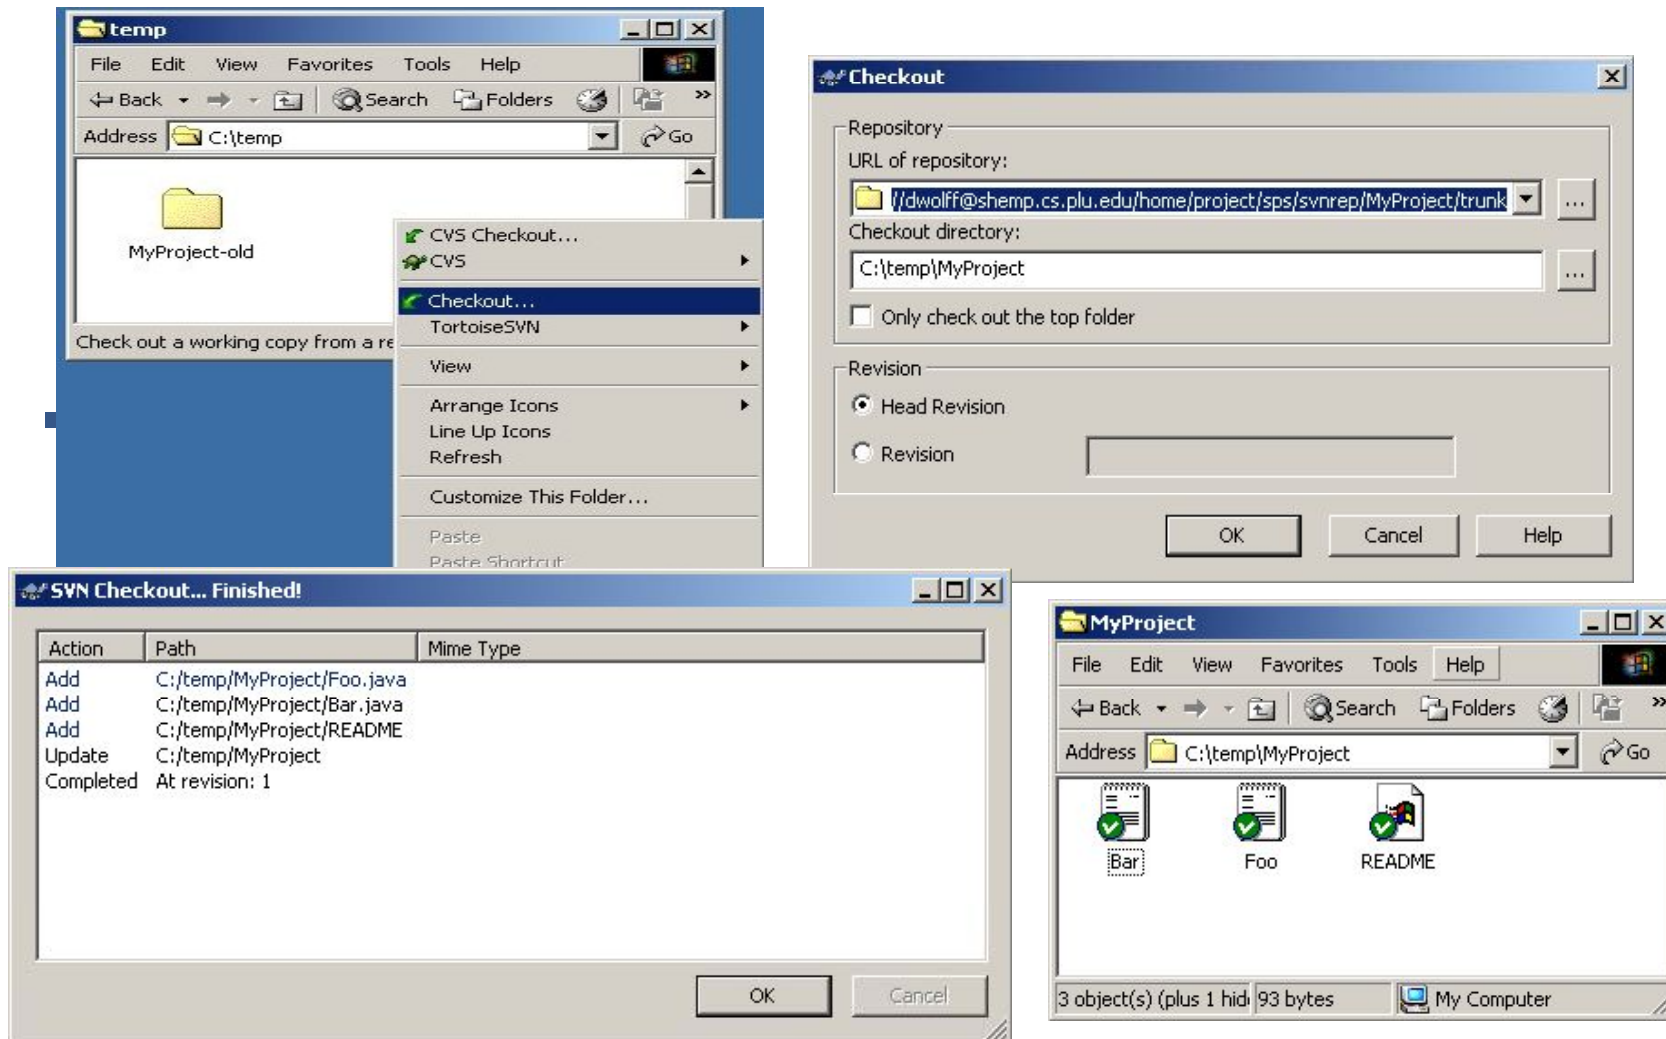 temp
File Edit View Favorites Tools Help
Back Search Folders »
Address C:\temp Go
MyProject-old
Check out a working copy from a re
CVS Checkout...
CVS
Checkout...
TortoiseSVN
View
Arrange Icons
Line Up Icons
Refresh
Customize This Folder...
Paste
Paste Shortcut
Checkout
Repository
URL of repository:
//dwolff@shemp.cs.plu.edu/home/project/sps/svnrep/MyProject/trunk ...
Checkout directory:
C:\temp\MyProject ...
Only check out the top folder
Revision
Head Revision
Revision
OK Cancel Help
SVN Checkout... Finished!
Action Path Mime Type
Add C:/temp/MyProject/Foo.java
Add C:/temp/MyProject/Bar.java
Add C:/temp/MyProject/README
Update C:/temp/MyProject
Completed At revision: 1
OK Cancel
MyProject
File Edit View Favorites Tools Help
Back Search Folders »
Address C:\temp\MyProject Go
Bar Foo README
3 object(s) (plus 1 hid 93 bytes My Computer